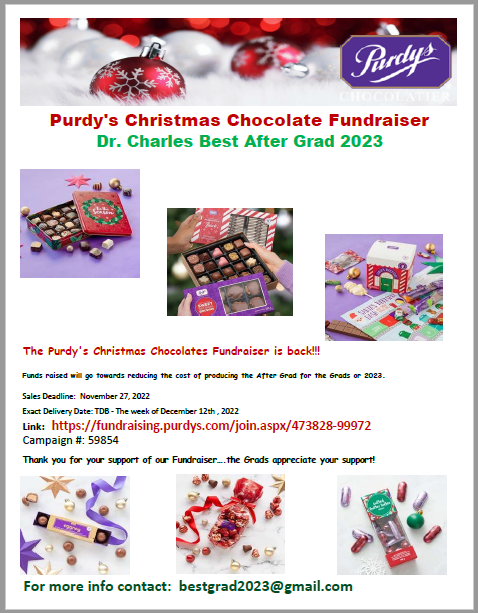 Purdys
CHOCOLATIER
Purdy's Christmas Chocolate Fundraiser
Dr. Charles Best After Grad 2023
The Purdy's Christmas Chocolates Fundraiser is back!!!
Funds raised will go towards reducing the cost of producing the After Grad for the Grads or 2023.
Sales Deadline: November 27, 2022
Exact Delivery Date: TDB - The week of December 12th , 2022
Link: https://fundraising.purdys.com/join.aspx/473828-99972
Campaign #: 59854
Thank you for your support of our Fundraiser....the Grads appreciate your support!
For more info contact: bestgrad2023@gmail.com